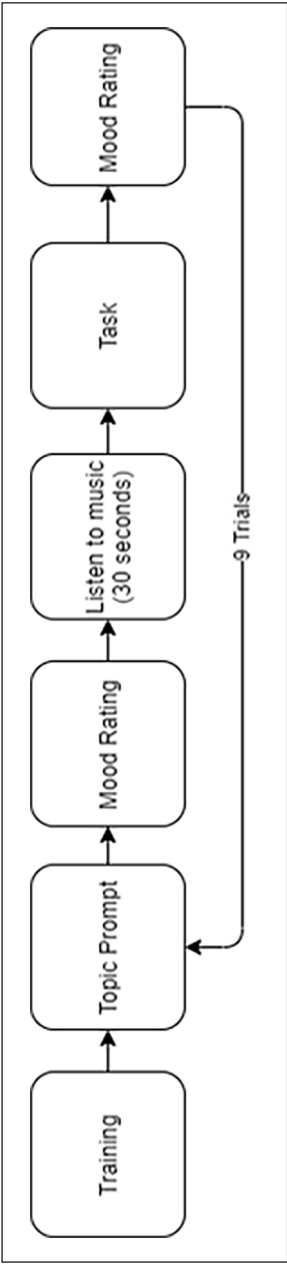 Training
Topic Prompt
Mood Rating
Listen to music
(30 seconds)
Task
Mood Rating
9 Trials